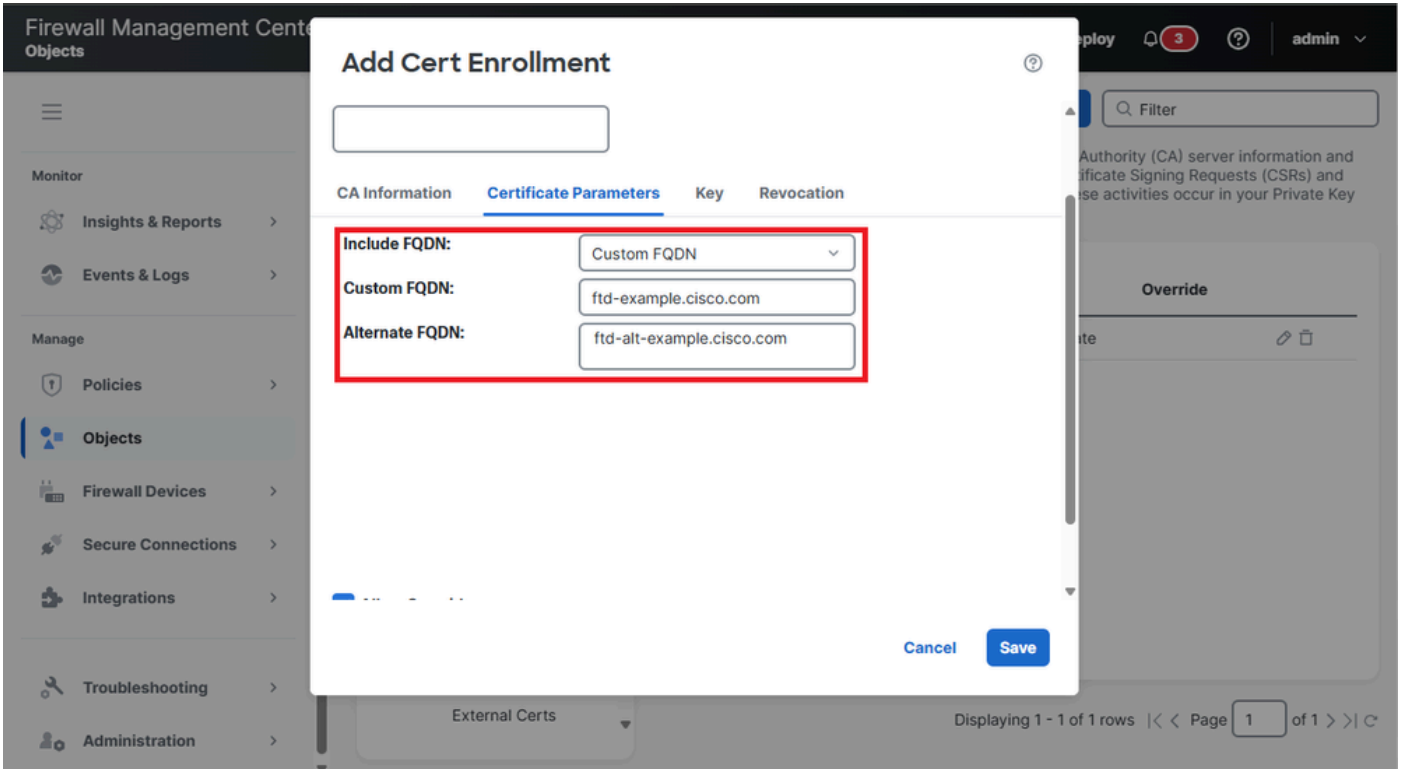 Firewall Management Cente
Objects
eploy
3
admin
Add Cert Enrollment
Filter
Authority (CA) server information and
tificate Signing Requests (CSRs) and
ese activities occur in your Private Key
Monitor
Insights & Reports
Events & Logs
Manage
Policies
Objects
Firewall Devices
Secure Connections
Integrations
Troubleshooting
Administration
CA Information Certificate Parameters Key Revocation
Include FQDN: Custom FQDN
Custom FQDN: ftd-example.cisco.com
Alternate FQDN: ftd-alt-example.cisco.com
Override
ate
Cancel Save
External Certs
Displaying 1 - 1 of 1 rows |< < Page 1 of 1 > >|